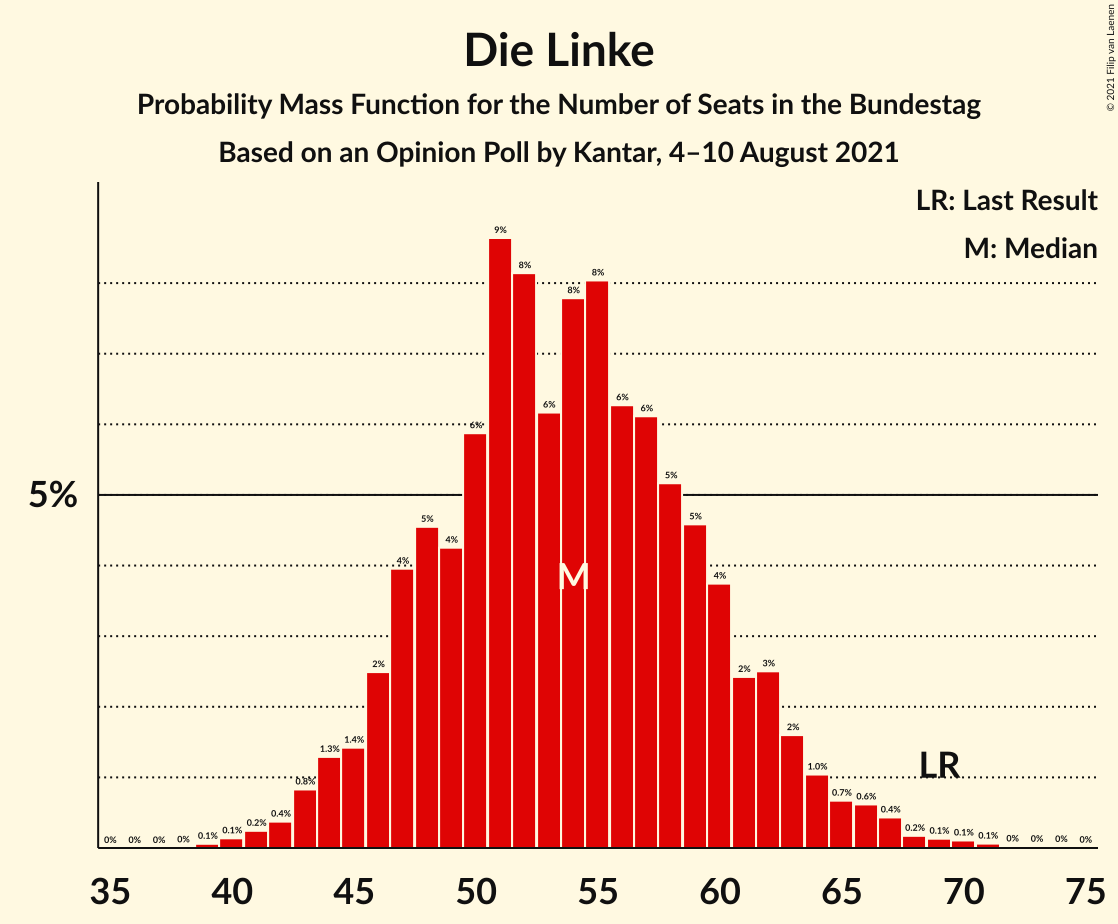 © 2021 Filip van Laenen
Die Linke
Probability Mass Function for the Number of Seats in the Bundestag
Based on an Opinion Poll by Kantar, 4–10 August 2021
LR: Last Result
M: Median
5%
0% 0% 0% 0% 0.1% 0.1% 0.2% 0.4% 0.8% 1.3% 1.4% 2% 4% 5% 4% 6% 9% 8% 6% 8% 8% 6% 6% 5% 5% 4% 2% 3% 2% 1.0% 0.7% 0.6% 0.4% 0.2% 0.1% 0.1% 0.1% 0% 0% 0% 0%
M
LR
35 40 45 50 55 60 65 70 75